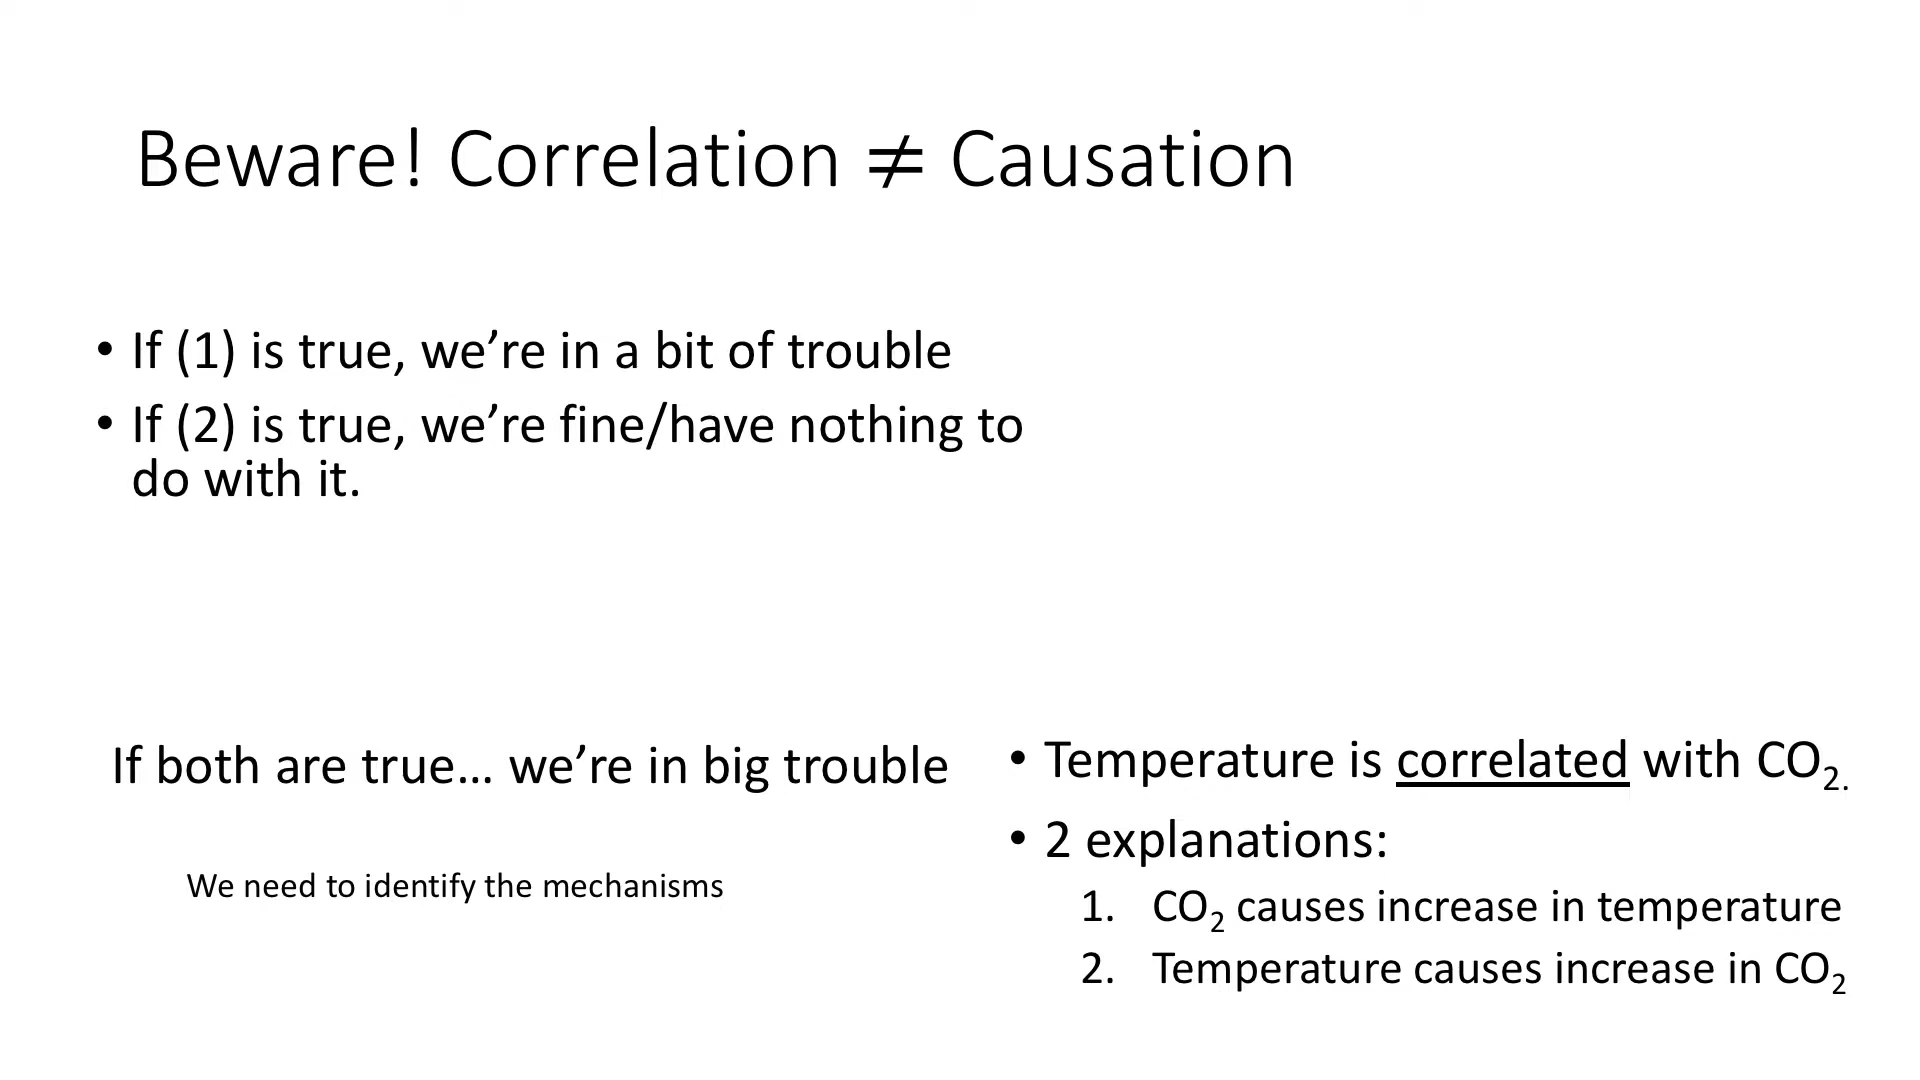 Beware! Correlation ≠ Causation
• If (1) is true, we’re in a bit of trouble
• If (2) is true, we’re fine/have nothing to
do with it.
If both are true… we’re in big trouble
We need to identify the mechanisms
• Temperature is correlated with CO₂.
• 2 explanations:
1. CO₂ causes increase in temperature
2. Temperature causes increase in CO₂